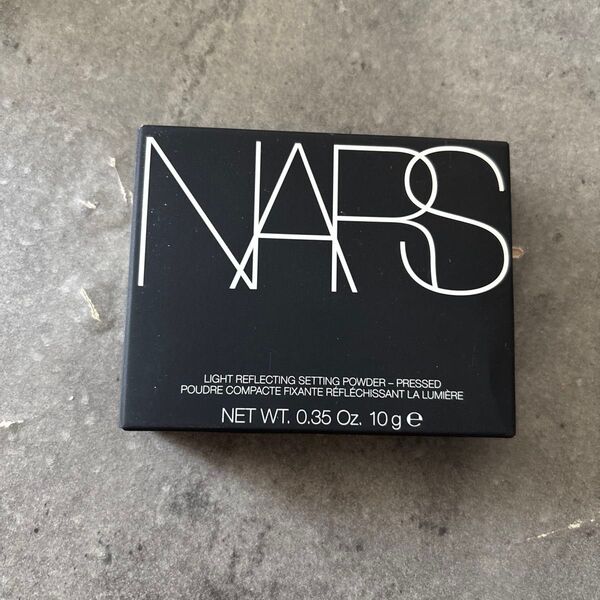 NARS
LIGHT REFLECTING SETTING POWDER – PRESSED
POUDRE COMPACTE FIXANTE RÉFLÉCHISSANT LA LUMIÈRE
NET WT. 0.35 Oz. 10 g ℮